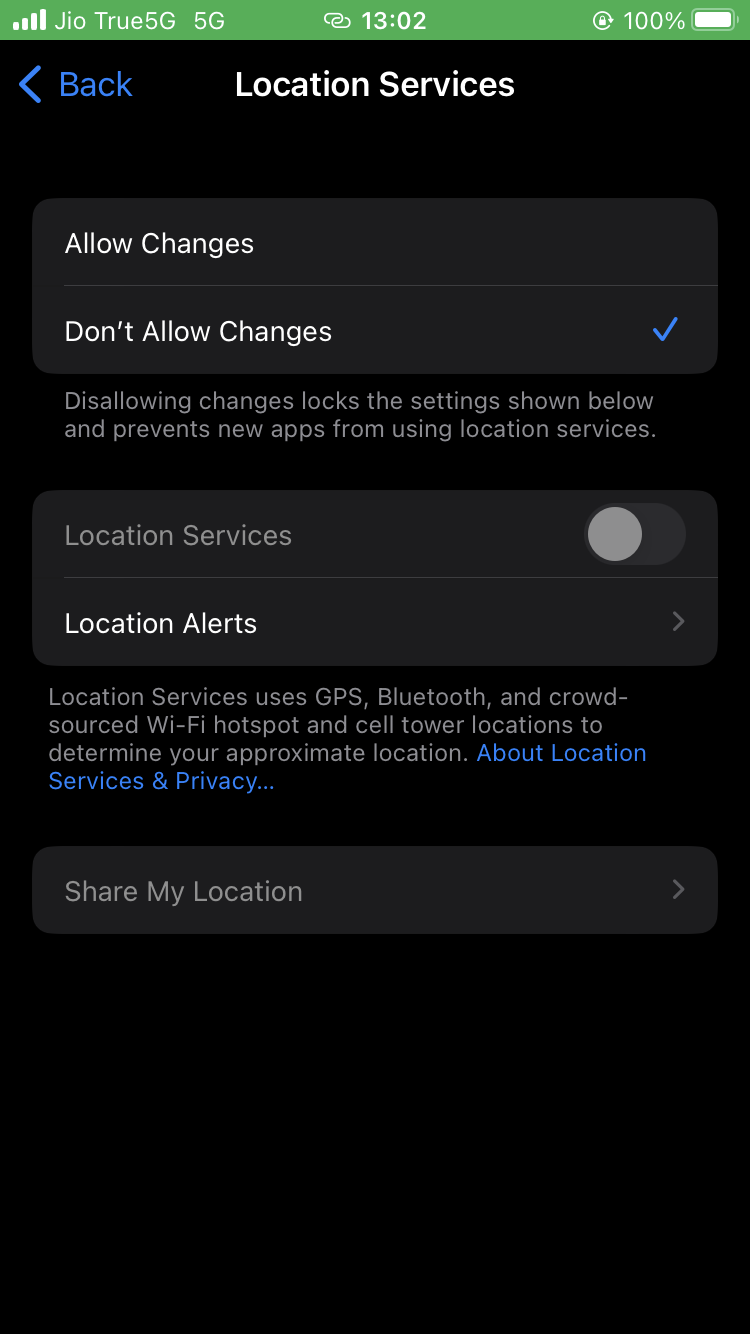 Jio True5G 5G 13:02 100%
Back Location Services
Allow Changes
Don’t Allow Changes
Disallowing changes locks the settings shown below
and prevents new apps from using location services.
Location Services
Location Alerts
Location Services uses GPS, Bluetooth, and crowd-
sourced Wi-Fi hotspot and cell tower locations to
determine your approximate location. About Location
Services & Privacy...
Share My Location